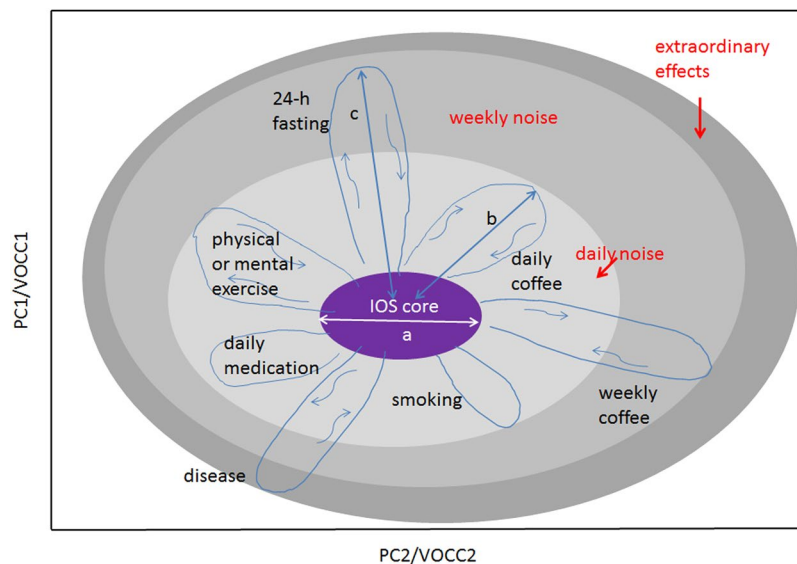 extraordinary
effects
24-h
fasting
c
weekly noise
b
physical
or mental
exercise
daily
coffee
daily noise
IOS core
a
daily
medication
smoking
weekly
coffee
disease
PC1/VOCC1
PC2/VOCC2